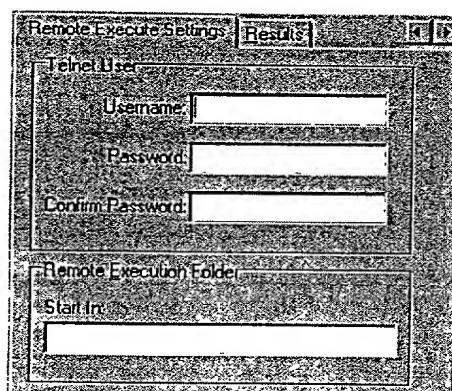 Remote Execute Settings Results
Telnet User
Username:
Password:
Confirm Password:
Remote Execution Folder
Start In: